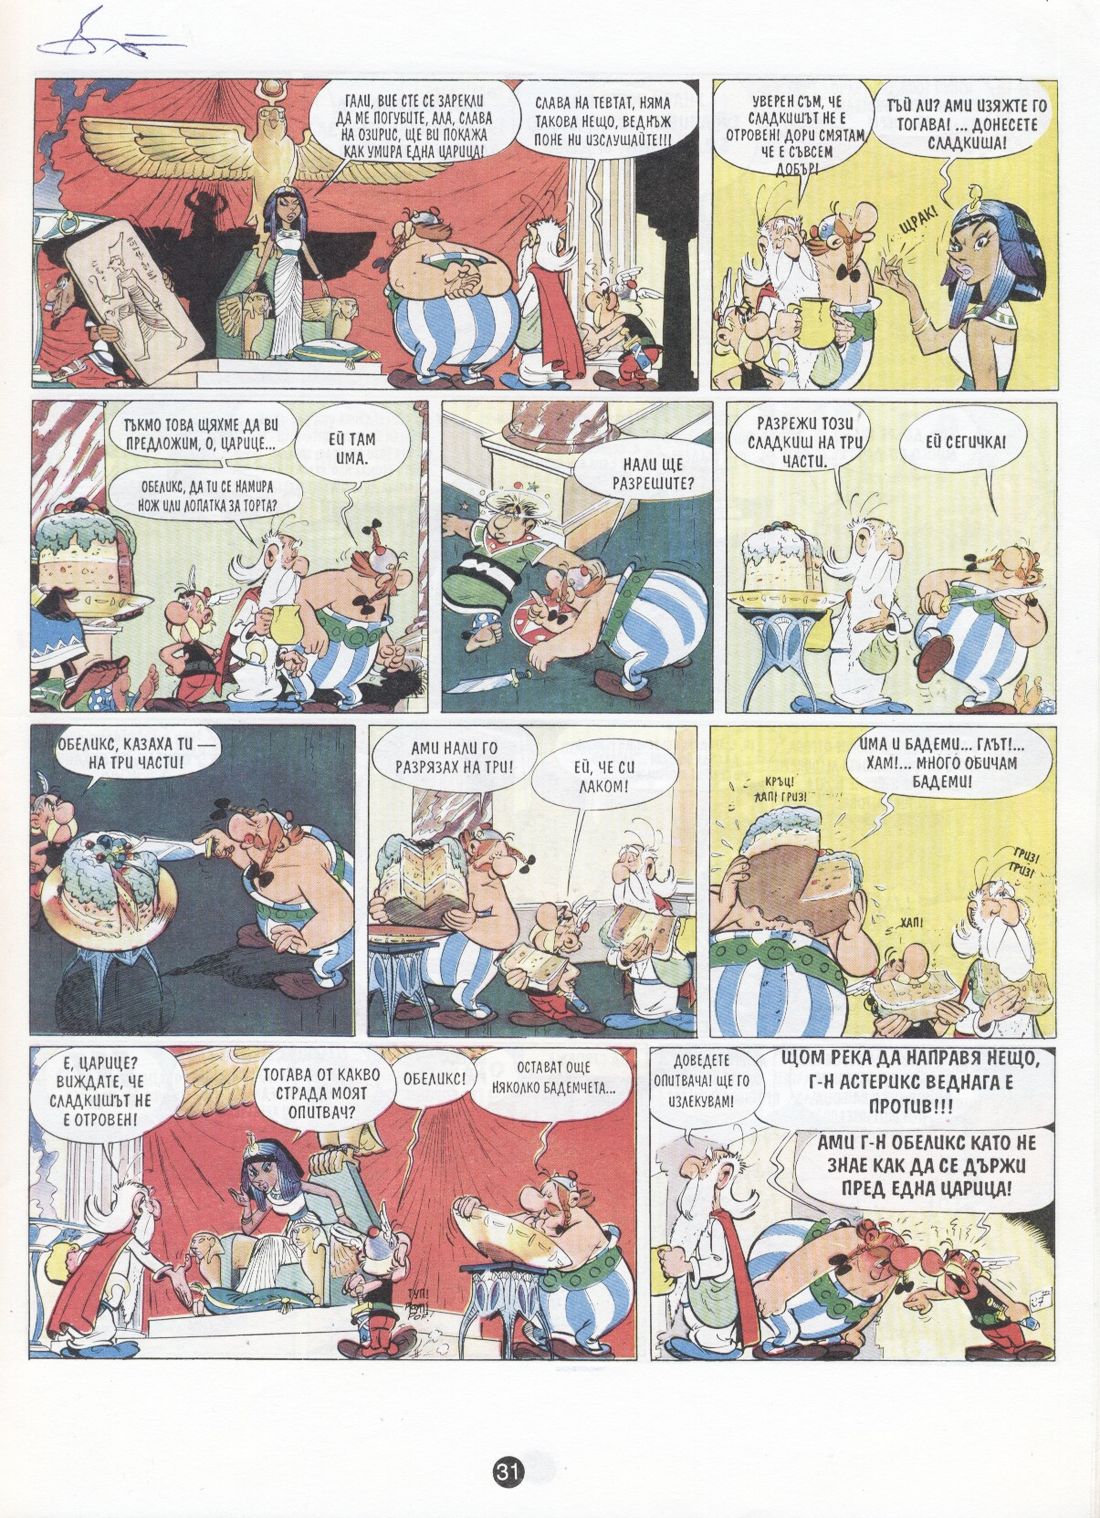 ГАЛИ, ВИЕ СТЕ СЕ ЗАРЕКЛИ
ДА МЕ ПОГУБИТЕ, АЛА, СЛАВА
НА ОЗИРИС, ЩЕ ВИ ПОКАЖА
КАК УМИРА ЕДНА ЦАРИЦА!
СЛАВА НА ТЕВТАТ, НЯМА
ТАКОВА НЕЩО, ВЕДНЪЖ
ПОНЕ НИ ИЗСЛУШАЙТЕ!!!
УВЕРЕН СЪМ, ЧЕ
СЛАДКИШЪТ НЕ Е
ОТРОВЕН! ДОРИ СМЯТАМ,
ЧЕ Е СЪВСЕМ
ДОБЪР!
ТЪЙ ЛИ? АМИ ИЗЯЖТЕ ГО
ТОГАВА! ... ДОНЕСЕТЕ
СЛАДКИША!
ЩРАК!
ТЪКМО ТОВА ЩЯХМЕ ДА ВИ
ПРЕДЛОЖИМ, О, ЦАРИЦЕ...
ОБЕЛИКС, ДА ТИ СЕ НАМИРА
НОЖ ИЛИ ЛОПАТКА ЗА ТОРТА?
ЕЙ ТАМ
ИМА.
НАЛИ ЩЕ
РАЗРЕШИТЕ?
РАЗРЕЖИ ТОЗИ
СЛАДКИШ НА ТРИ
ЧАСТИ.
ЕЙ СЕГИЧКА!
ОБЕЛИКС, КАЗАХА ТИ —
НА ТРИ ЧАСТИ!
АМИ НАЛИ ГО
РАЗРЯЗАХ НА ТРИ!
ЕЙ, ЧЕ СИ
ЛАКОМ!
КРЪЦ!
ЛАП! ГРИЗ!
ИМА И БАДЕМИ... ГЛЪТ!...
ХАМ!... МНОГО ОБИЧАМ
БАДЕМИ!
ХАП!
ГРИЗ!
ГРИЗ!
Е, ЦАРИЦЕ?
ВИЖДАТЕ, ЧЕ
СЛАДКИШЪТ НЕ
Е ОТРОВЕН!
ТОГАВА ОТ КАКВО
СТРАДА МОЯТ
ОПИТВАЧ?
ОБЕЛИКС!
ОСТАВАТ ОЩЕ
НЯКОЛКО БАДЕМЧЕТА...
ТУП!
ДОВЕДЕТЕ
ОПИТВАЧА! ЩЕ ГО
ИЗЛЕКУВАМ!
ЩОМ РЕКА ДА НАПРАВЯ НЕЩО,
Г-Н АСТЕРИКС ВЕДНАГА Е
ПРОТИВ!!!
АМИ Г-Н ОБЕЛИКС КАТО НЕ
ЗНАЕ КАК ДА СЕ ДЪРЖИ
ПРЕД ЕДНА ЦАРИЦА!
31